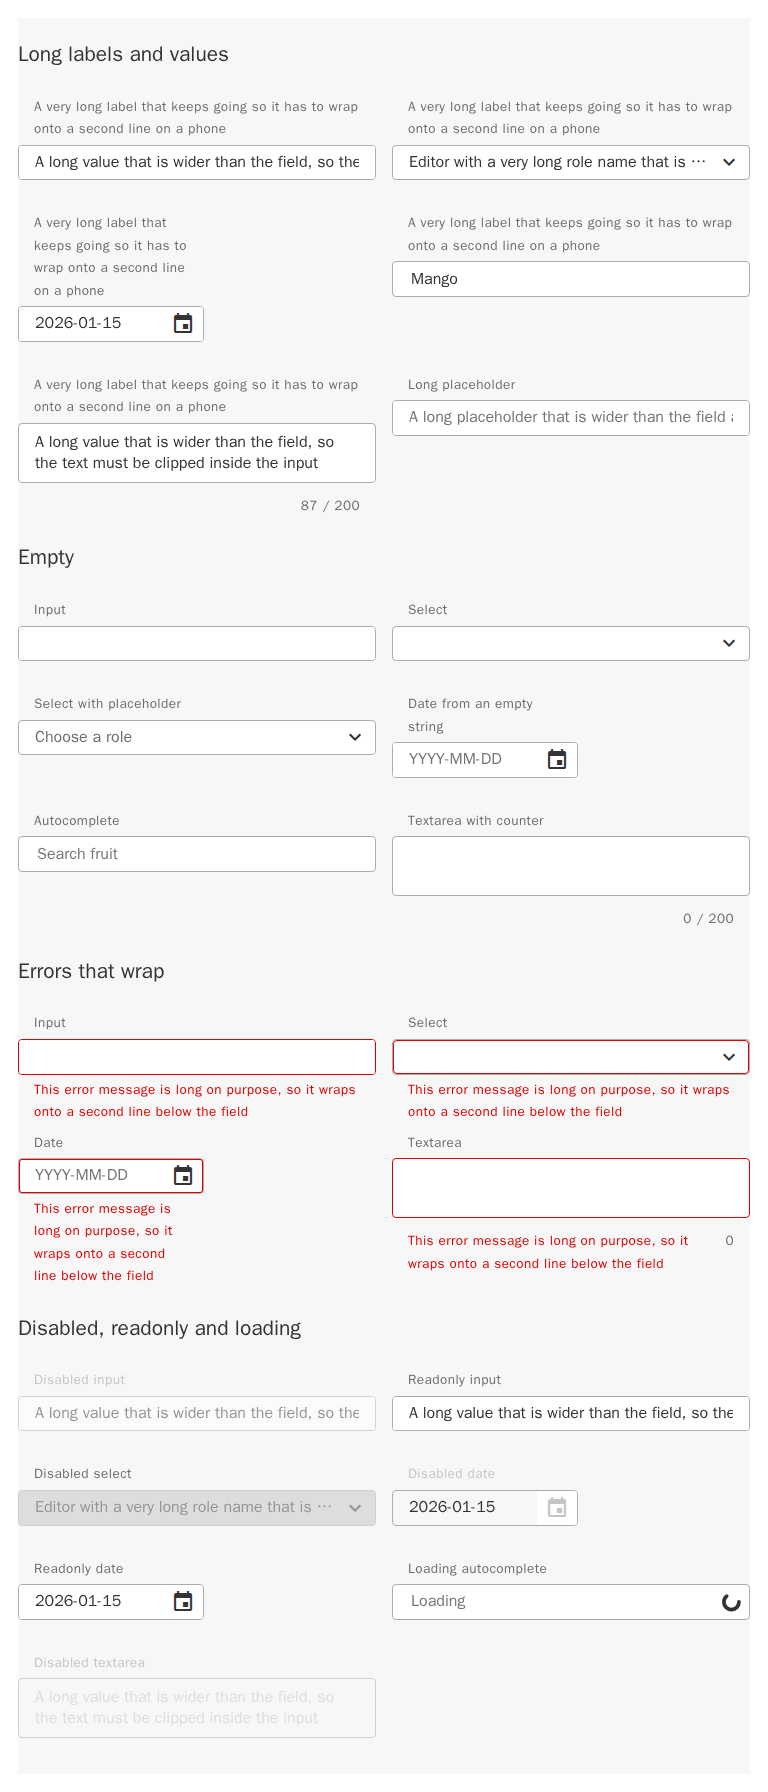 Long labels and values
A very long label that keeps going so it has to wrap
onto a second line on a phone
A long value that is wider than the field, so the
A very long label that keeps going so it has to wrap
onto a second line on a phone
Editor with a very long role name that is ···
A very long label that
keeps going so it has to
wrap onto a second line
on a phone
2026-01-15
A very long label that keeps going so it has to wrap
onto a second line on a phone
Mango
A very long label that keeps going so it has to wrap
onto a second line on a phone
A long value that is wider than the field, so
the text must be clipped inside the input
87 / 200
Long placeholder
A long placeholder that is wider than the field a
Empty
Input
Select
Select with placeholder
Choose a role
Date from an empty
string
YYYY-MM-DD
Autocomplete
Search fruit
Textarea with counter
0 / 200
Errors that wrap
Input
This error message is long on purpose, so it wraps
onto a second line below the field
Select
This error message is long on purpose, so it wraps
onto a second line below the field
Date
YYYY-MM-DD
This error message is
long on purpose, so it
wraps onto a second
line below the field
Textarea
This error message is long on purpose, so it
wraps onto a second line below the field
0
Disabled, readonly and loading
Disabled input
A long value that is wider than the field, so the
Readonly input
A long value that is wider than the field, so the
Disabled select
Editor with a very long role name that is ···
Disabled date
2026-01-15
Readonly date
2026-01-15
Loading autocomplete
Loading
Disabled textarea
A long value that is wider than the field, so
the text must be clipped inside the input